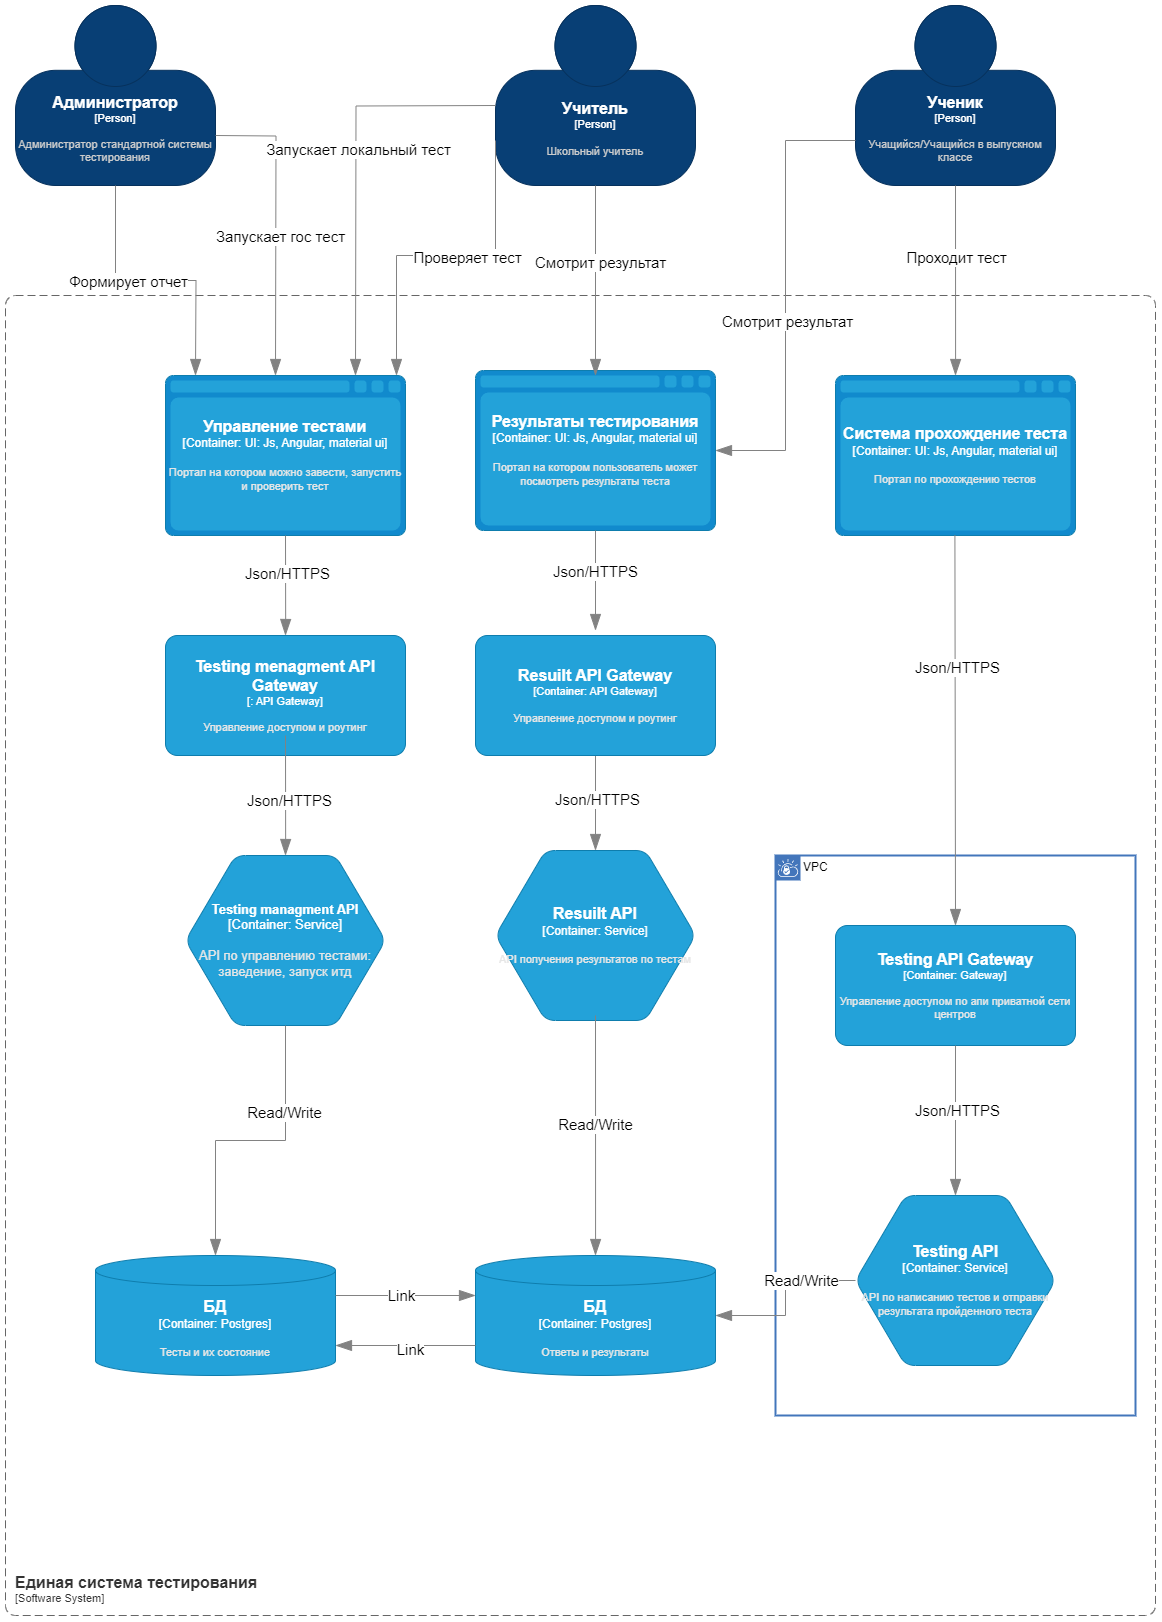 Администратор
[Person]
Администратор стандартной системы
тестирования
Учитель
[Person]
Школьный учитель
Ученик
[Person]
Учащийся/Учащийся в выпускном
классе
Запускает локальный тест
Запускает гос тест
Проверяет тест
Смотрит результат
Проходит тест
Формирует отчет
Смотрит результат
Управление тестами
[Container: UI: Js, Angular, material ui]
Портал на котором можно завести, запустить
и проверить тест
Результаты тестирования
[Container: UI: Js, Angular, material ui]
Портал на котором пользователь может
посмотреть результаты теста
Система прохождение теста
[Container: UI: Js, Angular, material ui]
Портал по прохождению тестов
Json/HTTPS
Json/HTTPS
Json/HTTPS
Testing menagment API
Gateway
[: API Gateway]
Управление доступом и роутинг
Resuilt API Gateway
[Container: API Gateway]
Управление доступом и роутинг
Json/HTTPS
Json/HTTPS
VPC
Testing managment API
[Container: Service]
API по управлению тестами:
заведение, запуск итд
Resuilt API
[Container: Service]
API получения результатов по тестам
Testing API Gateway
[Container: Gateway]
Управление доступом по апи приватной сети
центров
Json/HTTPS
Read/Write
Read/Write
Testing API
[Container: Service]
API по написанию тестов и отправки
результата пройденного теста
Read/Write
БД
[Container: Postgres]
Тесты и их состояние
Link
Link
БД
[Container: Postgres]
Ответы и результаты
Единая система тестирования
[Software System]